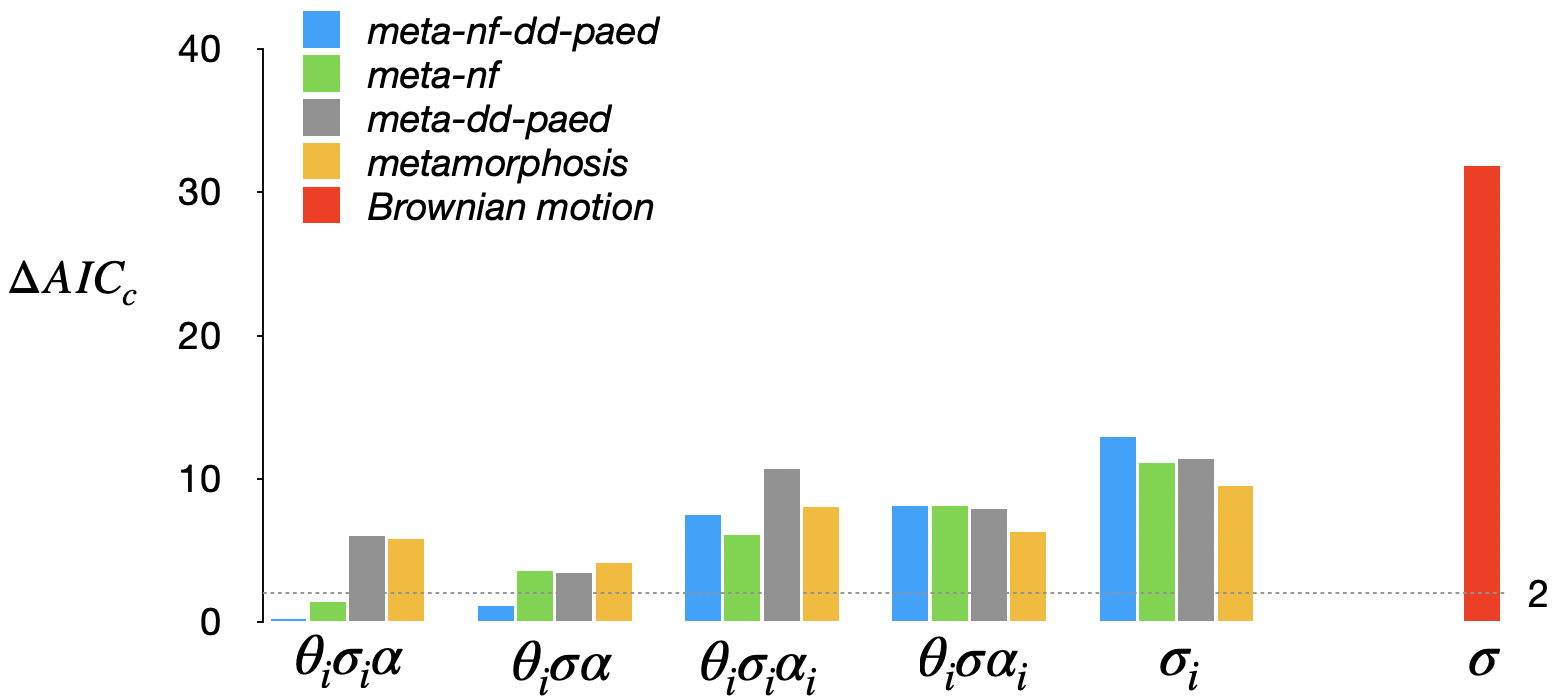 meta-nf-dd-paed
meta-nf
meta-dd-paed
metamorphosis
Brownian motion
ΔAIC_c
40
30
20
10
0
2
θ_iσ_iα
θ_iσα
θ_iσ_iα_i
θ_iσα_i
σ_i
σ